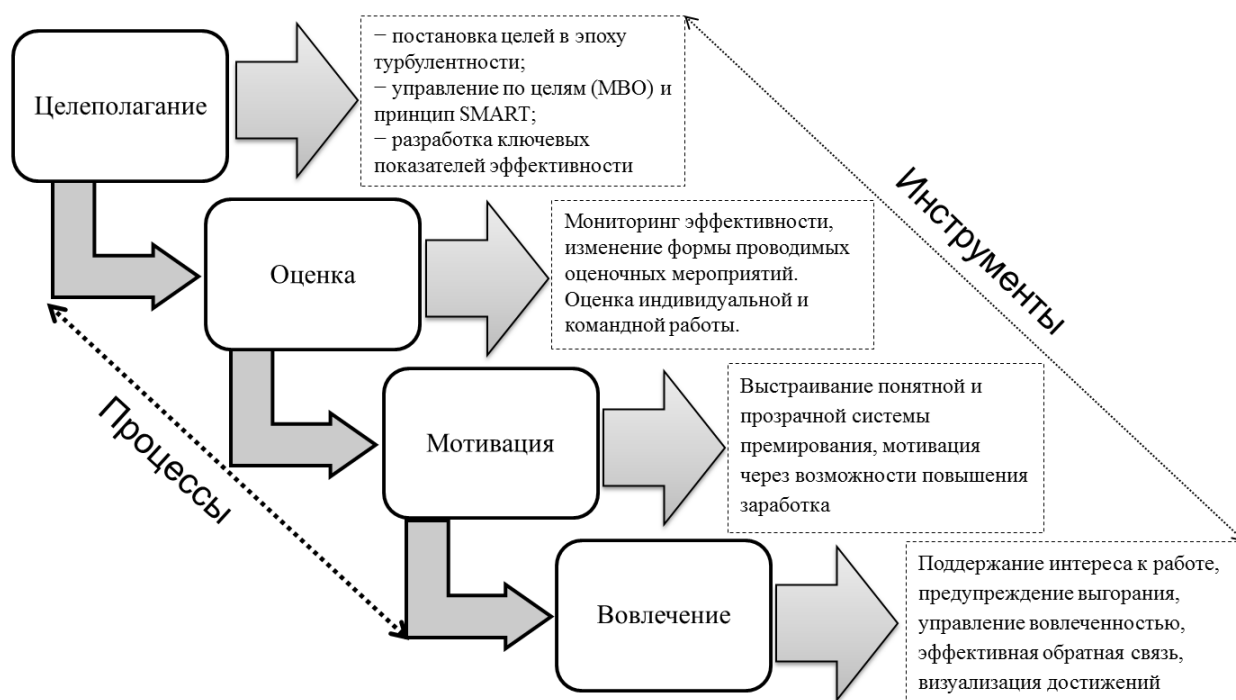 Целеполагание
− постановка целей в эпоху
турбулентности;
− управление по целям (МВО) и
принцип SMART;
− разработка ключевых
показателей эффективности
Инструменты
Оценка
Мониторинг эффективности,
изменение формы проводимых
оценочных мероприятий.
Оценка индивидуальной и
командной работы.
Процессы
Мотивация
Выстраивание понятной и
прозрачной системы
премирования, мотивация
через возможности повышения
заработка
Вовлечение
Поддержание интереса к работе,
предупреждение выгорания,
управление вовлеченностью,
эффективная обратная связь,
визуализация достижений